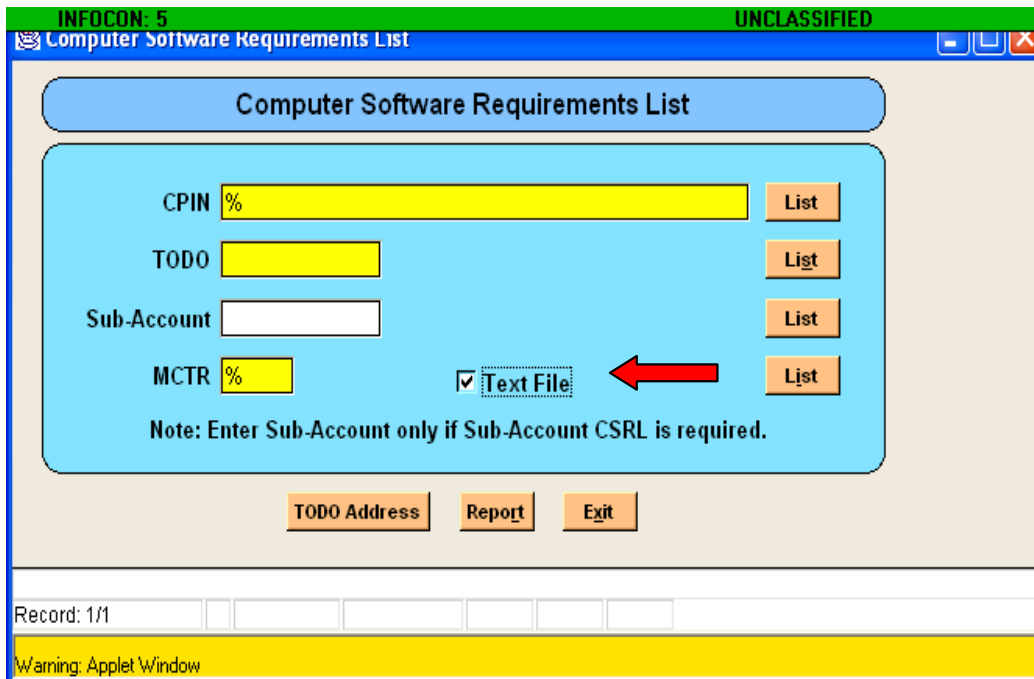 INFOCON: 5 UNCLASSIFIED
Computer Software Requirements List
Computer Software Requirements List
CPIN % List
TODO List
Sub-Account List
MCTR % Text File List
Note: Enter Sub-Account only if Sub-Account CSRL is required.
TODO Address Report Exit
Record: 1/1
Warning: Applet Window